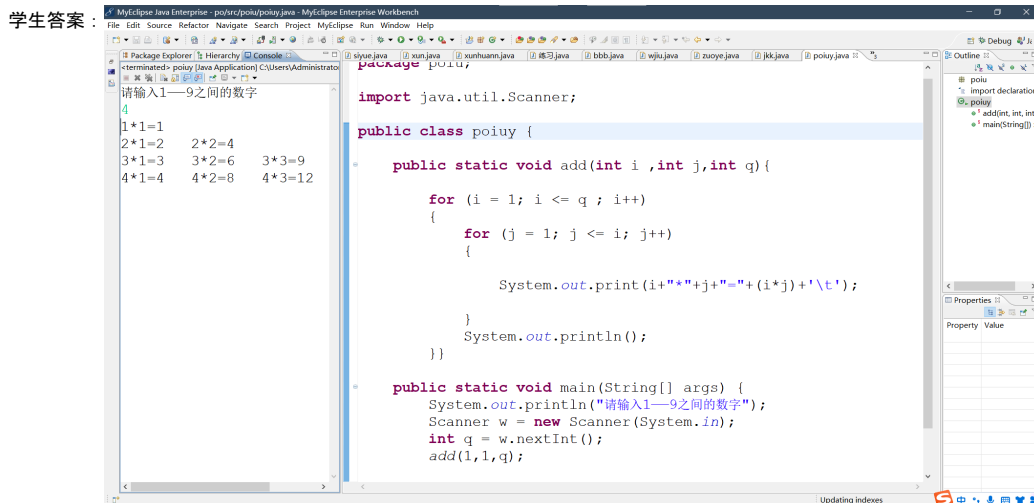 学生答案：
MyEclipse Java Enterprise - po/src/poiu/poiuy.java - MyEclipse Enterprise Workbench
File Edit Source Refactor Navigate Search Project MyEclipse Run Window Help
Debug
Package Explorer Hierarchy Console
siyue.java xun.java xunhuann.java 练习.java bbb.java wjiu.java zuoye.java jkk.java poiuy.java
Outline
<terminated> poiuy [Java Application] C:\Users\Administrato
请输入1——9之间的数字
4
1*1=1
2*1=2 2*2=4
3*1=3 3*2=6 3*3=9
4*1=4 4*2=8 4*3=12
package poiu;
import java.util.Scanner;
public class poiuy {
public static void add(int i ,int j,int q){
for (i = 1; i <= q ; i++)
{
for (j = 1; j <= i; j++)
{
System.out.print(i+"*"+j+"="+(i*j)+'\t');
}
System.out.println();
}}
public static void main(String[] args) {
System.out.println("请输入1——9之间的数字");
Scanner w = new Scanner(System.in);
int q = w.nextInt();
add(1,1,q);
poiu
import declaration
poiuy
add(int, int, int
main(String[])
Properties
Property Value
Updating indexes
中